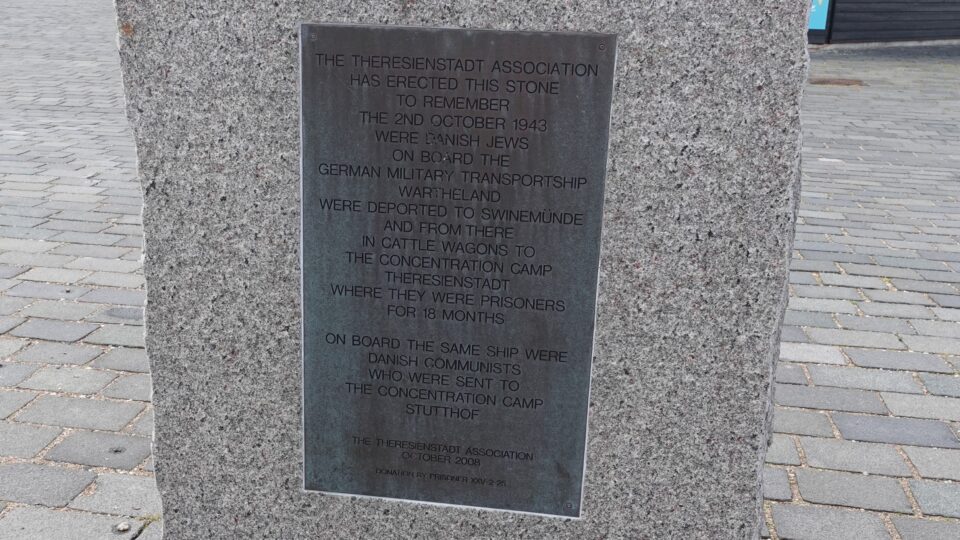 THE THERESIENSTADT ASSOCIATION
HAS ERECTED THIS STONE
TO REMEMBER
THE 2ND OCTOBER 1943
WERE DANISH JEWS
ON BOARD THE
GERMAN MILITARY TRANSPORTSHIP
WARTHELAND
WERE DEPORTED TO SWINEMÜNDE
AND FROM THERE
IN CATTLE WAGONS TO
THE CONCENTRATION CAMP
THERESIENSTADT
WHERE THEY WERE PRISONERS
FOR 18 MONTHS
ON BOARD THE SAME SHIP WERE
DANISH COMMUNISTS
WHO WERE SENT TO
THE CONCENTRATION CAMP
STUTTHOF
THE THERESIENSTADT ASSOCIATION
OCTOBER 2008
DONATION BY PRISONER XXV-2-26